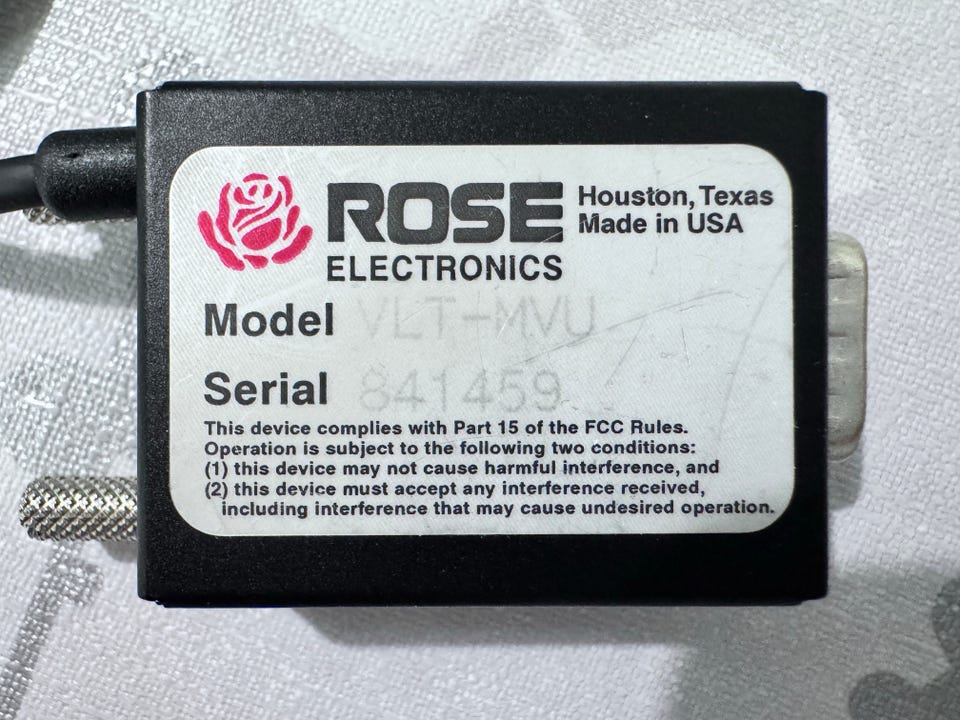 ROSE
ELECTRONICS
Houston, Texas
Made in USA
Model VLT-MVU
Serial 841459
This device complies with Part 15 of the FCC Rules.
Operation is subject to the following two conditions:
(1) this device may not cause harmful interference, and
(2) this device must accept any interference received,
including interference that may cause undesired operation.